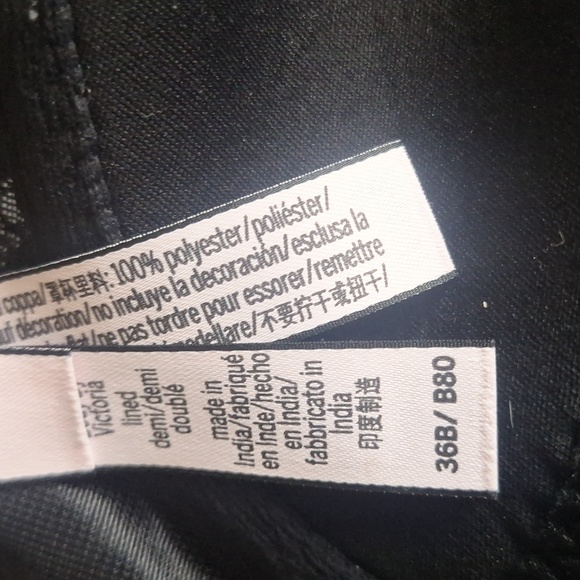 coppa/罩杯里料: 100% polyester/poliéster/
decoration/no incluye la decoración/esclusa la
flat/ne pas tordre pour essorer/remettre
modellare/不要拧干或扭干/
Victoria
lined
demi/demi
doublé
made in
India/fabriqué
en Inde/hecho
en India/
fabbricato in
India
印度制造
36B/ B80